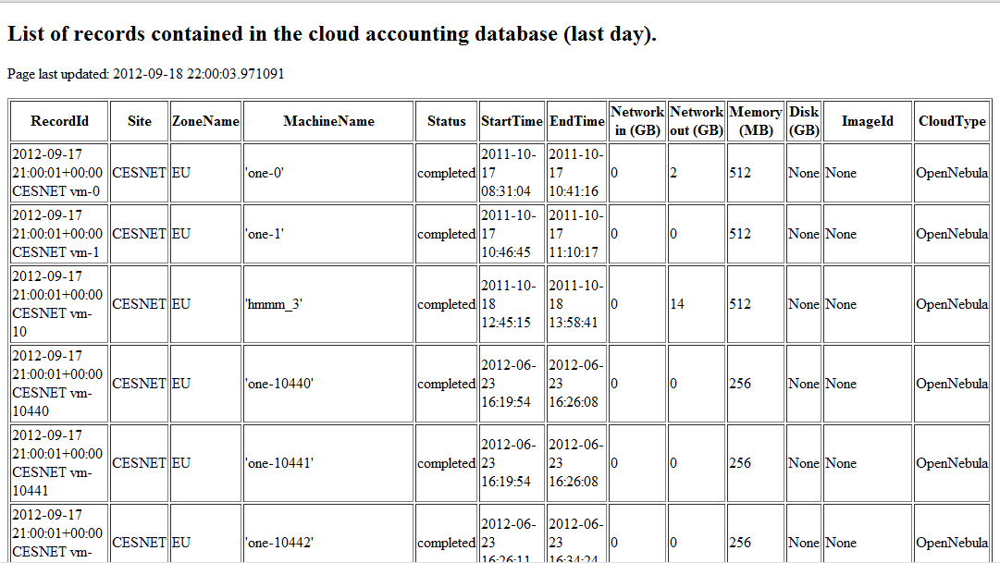 List of records contained in the cloud accounting database (last day).
Page last updated: 2012-09-18 22:00:03.971091
RecordId Site ZoneName MachineName Status StartTime EndTime Network in (GB) Network out (GB) Memory (MB) Disk (GB) ImageId CloudType
2012-09-17 21:00:01+00:00 CESNET vm-0 CESNET EU 'one-0' completed 2011-10-17 08:31:04 2011-10-17 10:41:16 0 2 512 None None OpenNebula
2012-09-17 21:00:01+00:00 CESNET vm-1 CESNET EU 'one-1' completed 2011-10-17 10:46:45 2011-10-17 11:10:17 0 0 512 None None OpenNebula
2012-09-17 21:00:01+00:00 CESNET vm-10 CESNET EU 'hmmm_3' completed 2011-10-18 12:45:15 2011-10-18 13:58:41 0 14 512 None None OpenNebula
2012-09-17 21:00:01+00:00 CESNET vm-10440 CESNET EU 'one-10440' completed 2012-06-23 16:19:54 2012-06-23 16:26:08 0 0 256 None None OpenNebula
2012-09-17 21:00:01+00:00 CESNET vm-10441 CESNET EU 'one-10441' completed 2012-06-23 16:19:54 2012-06-23 16:26:08 0 0 256 None None OpenNebula
2012-09-17 21:00:01+00:00 CESNET vm- CESNET EU 'one-10442' completed 2012-06-23 16:26:11 2012-06-23 16:34:24 0 0 256 None None OpenNebula